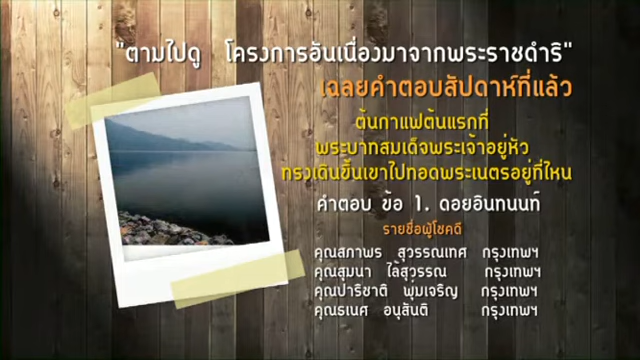 "ตามไปดู โครงการอันเนื่องมาจากพระราชดำริ"
เฉลยคำตอบสัปดาห์ที่แล้ว
ต้นกาแฟต้นแรกที่
พระบาทสมเด็จพระเจ้าอยู่หัว
ทรงเดินขึ้นเขาไปทอดพระเนตรอยู่ที่ไหน
คำตอบ ข้อ 1. ดอยอินทนนท์
รายชื่อผู้โชคดี
คุณสภาพร สุวรรณเทศ กรุงเทพฯ
คุณสุมนา ไล้สุวรรณ กรุงเทพฯ
คุณปาริชาติ พุ่มเจริญ กรุงเทพฯ
คุณธเนศ อนุสันติ กรุงเทพฯ